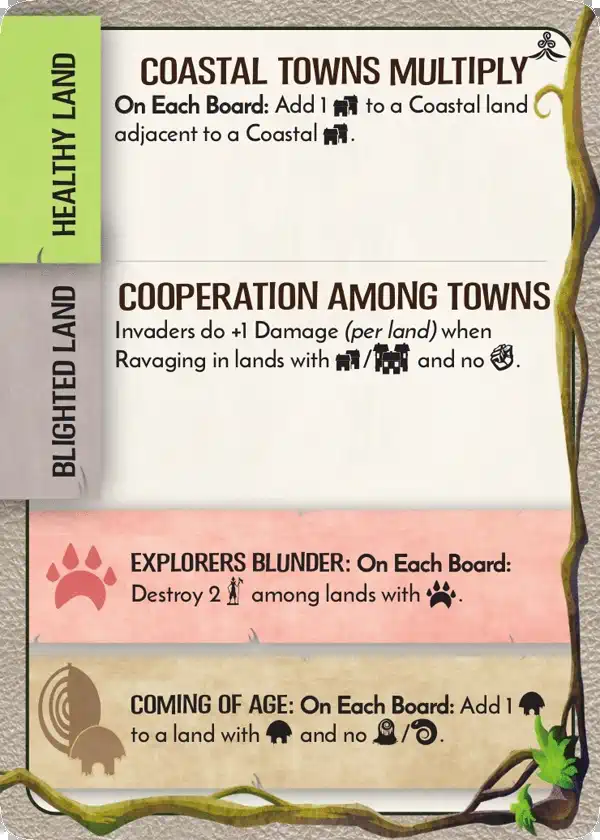 HEALTHY LAND
COASTAL TOWNS MULTIPLY
On Each Board: Add 1 to a Coastal land
adjacent to a Coastal .
BLIGHTED LAND
COOPERATION AMONG TOWNS
Invaders do +1 Damage (per land) when
Ravaging in lands with / and no .
EXPLORERS BLUNDER: On Each Board:
Destroy 2 among lands with .
COMING OF AGE: On Each Board: Add 1
to a land with and no / .